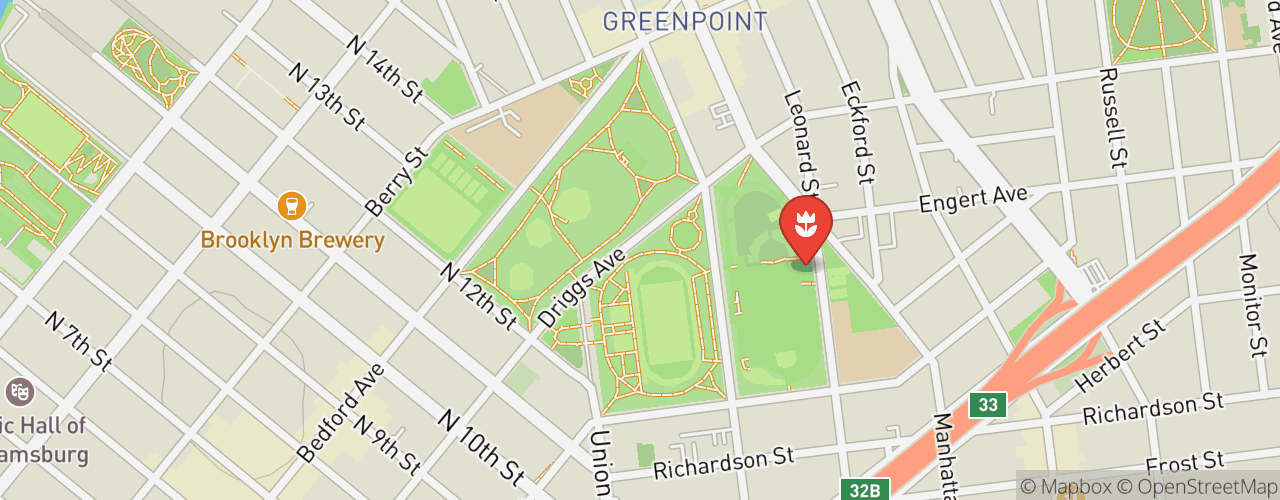 GREENPOINT
N 14th St
N 13th St
Leonard St
Eckford St
Russell St
d Ave
Berry St
Engert Ave
Brooklyn Brewery
Driggs Ave
N 12th St
Monitor St
N 7th St
Herbert St
ic Hall of
amsburg
Bedford Ave
N 9th St
N 10th St
Union
33
Richardson St
Manhatta
Richardson St
Frost St
32B
© Mapbox © OpenStreetMap